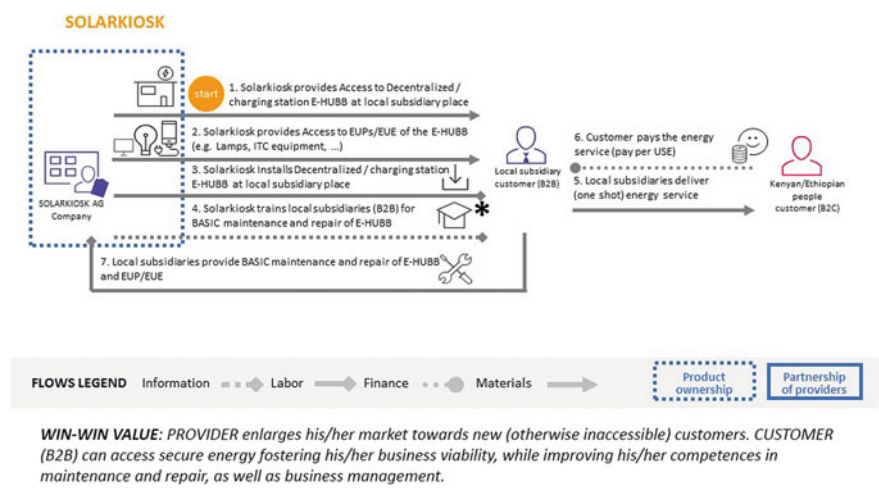 SOLARKIOSK
start
1. Solarkiosk provides Access to Decentralized /
charging station E-HUBB at local subsidiary place
2. Solarkiosk provides Access to EUPs/EUE of the E-HUBB
(e.g. Lamps, ITC equipment, ...)
3. Solarkiosk Installs Decentralized / charging station
E-HUBB at local subsidiary place
SOLARKIOSK AG
Company
4. Solarkiosk trains local subsidiaries (B2B) for
BASIC maintenance and repair of E-HUBB
*
7. Local subsidiaries provide BASIC maintenance and repair of E-HUBB
and EUP/EUE
Local subsidiary
customer (B2B)
6. Customer pays the energy
service (pay per USE)
5. Local subsidiaries deliver
(one shot) energy service
Kenyan/Ethiopian
people
customer (B2C)
FLOWS LEGEND Information Labor Finance Materials
Product
ownership
Partnership
of providers
WIN-WIN VALUE: PROVIDER enlarges his/her market towards new (otherwise inaccessible) customers. CUSTOMER
(B2B) can access secure energy fostering his/her business viability, while improving his/her competences in
maintenance and repair, as well as business management.